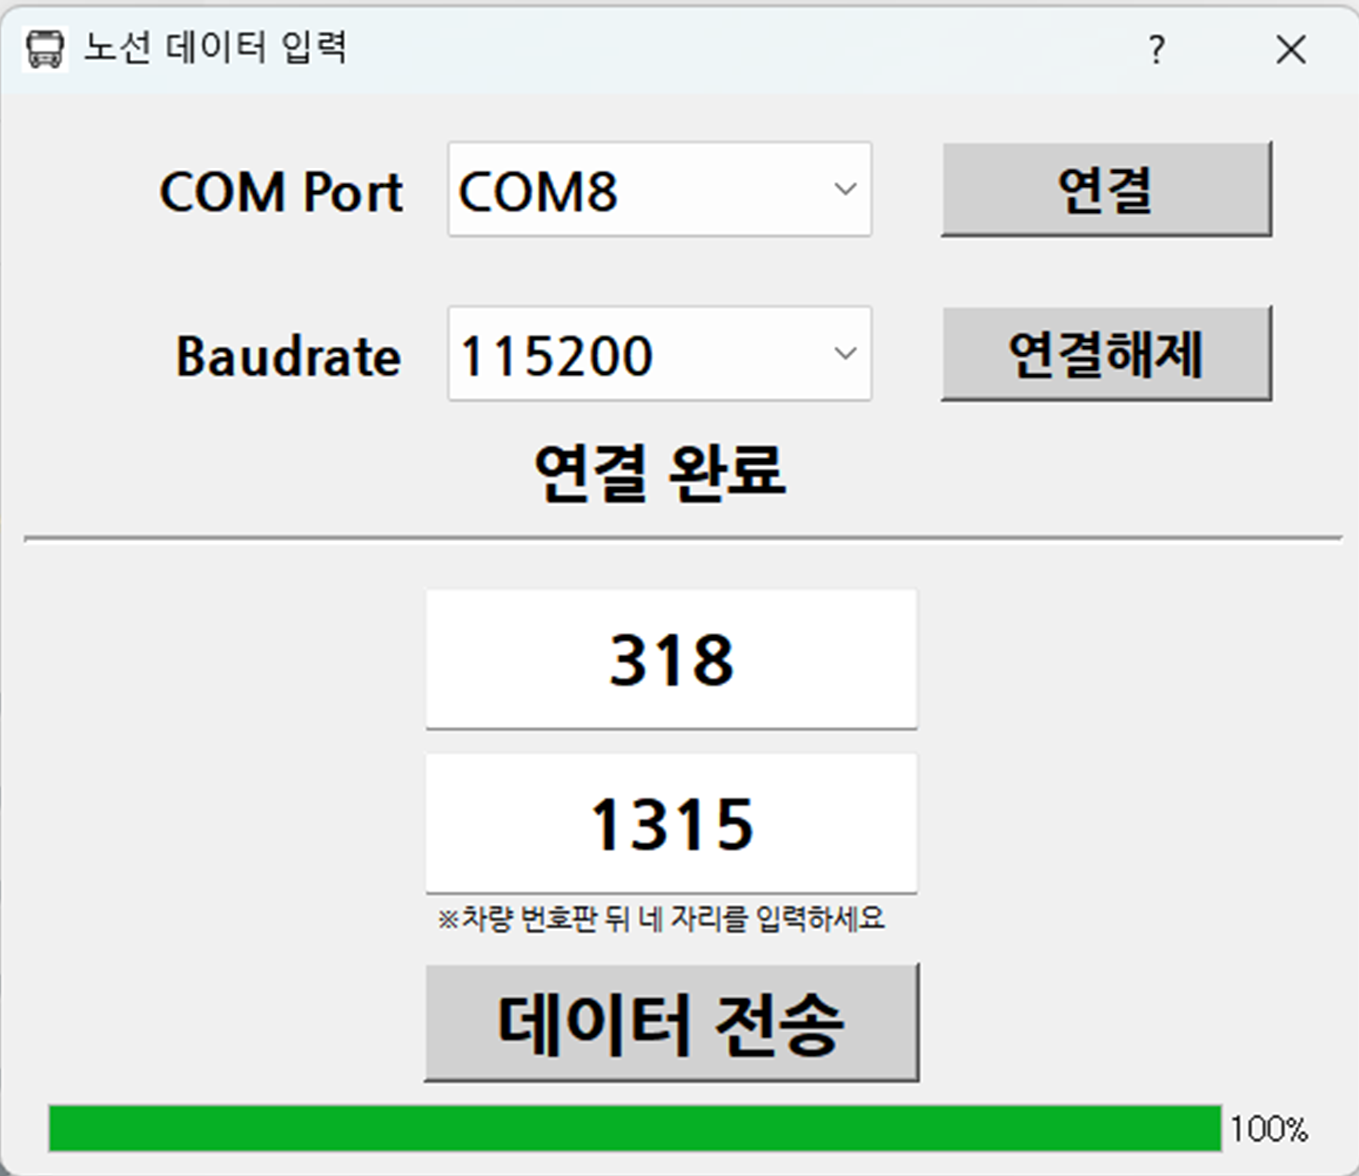 노선 데이터 입력 ?
COM Port COM8 연결
Baudrate 115200 연결해제
연결 완료
318
1315
※차량 번호판 뒤 네 자리를 입력하세요
데이터 전송
100%